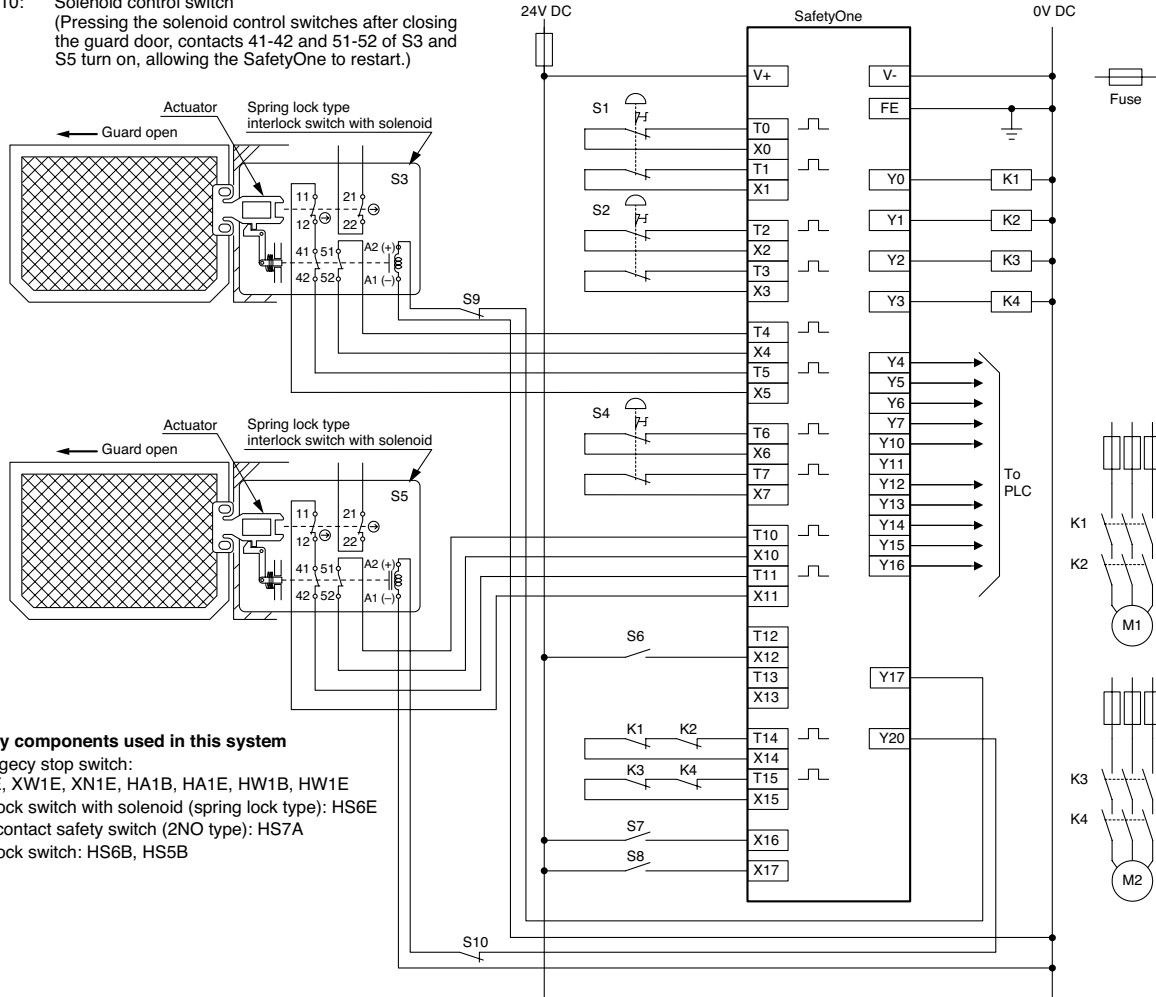 10: Solenoid control switch
(Pressing the solenoid control switches after closing
the guard door, contacts 41-42 and 51-52 of S3 and
S5 turn on, allowing the SafetyOne to restart.)
24V DC
SafetyOne
0V DC
Fuse
V+
V-
FE
S1
T0
X0
T1
X1
Y0
K1
S2
T2
X2
T3
X3
Y1
K2
Y2
K3
Y3
K4
Actuator
Spring lock type
interlock switch with solenoid
Guard open
S3
11
21
12
22
41
51
A2 (+)
42
52
A1 (–)
S9
T4
X4
T5
X5
Y4
Y5
Y6
Y7
Y10
Y11
Y12
Y13
Y14
Y15
Y16
To
PLC
S4
T6
X6
T7
X7
Actuator
Spring lock type
interlock switch with solenoid
Guard open
S5
11
21
12
22
41
51
A2 (+)
42
52
A1 (–)
T10
X10
T11
X11
K1
K2
M1
S6
T12
X12
T13
X13
Y17
K1
K2
T14
X14
Y20
K3
K4
T15
X15
S7
X16
S8
X17
K3
K4
M2
S10
y components used in this system
gecy stop switch:
E, XW1E, XN1E, HA1B, HA1E, HW1B, HW1E
ock switch with solenoid (spring lock type): HS6E
contact safety switch (2NO type): HS7A
ock switch: HS6B, HS5B